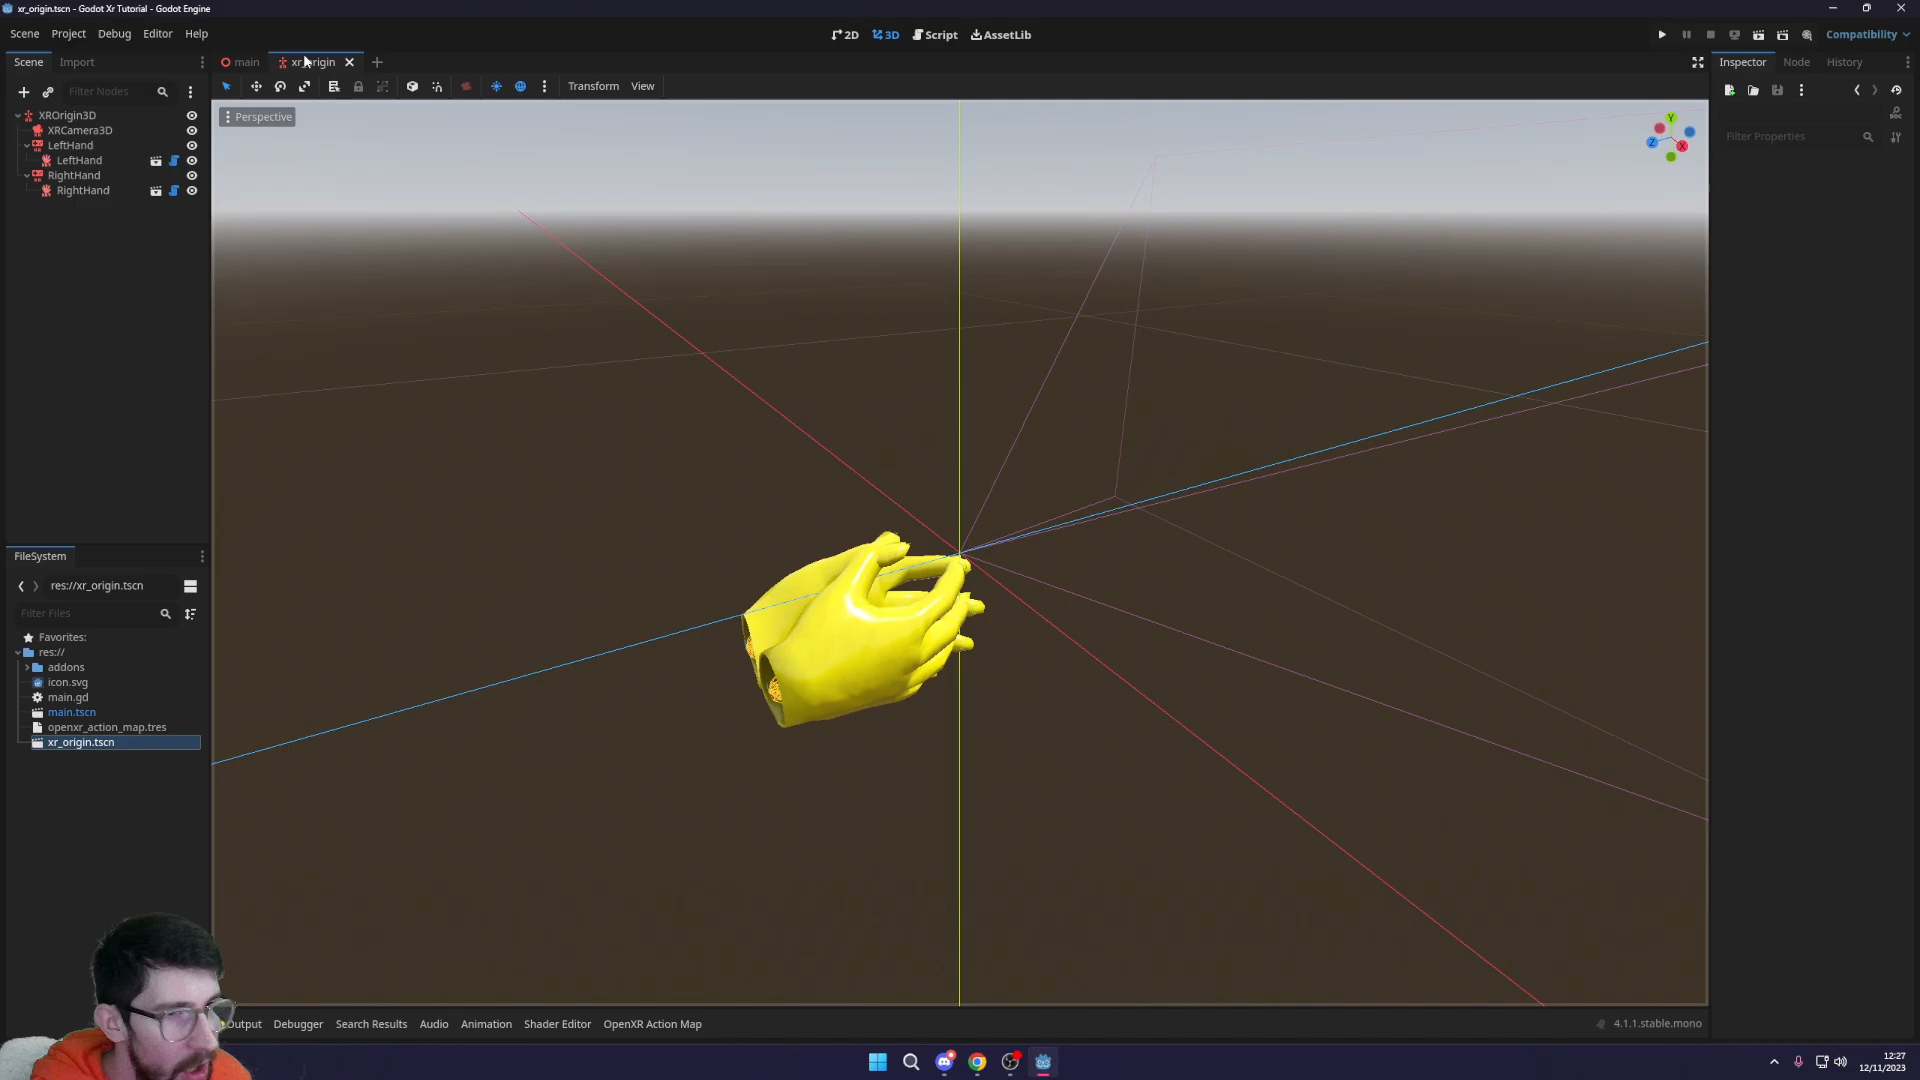 xr_origin.tscn - Godot Xr Tutorial - Godot Engine
Scene Project Debug Editor Help
2D 3D Script AssetLib
Compatibility
Scene Import
main xr_origin
Inspector Node History
Filter Nodes
Transform View
Perspective
Y
Z
X
Filter Properties
XROrigin3D
XRCamera3D
LeftHand
LeftHand
RightHand
RightHand
FileSystem
res://xr_origin.tscn
Filter Files
Favorites:
res://
addons
icon.svg
main.gd
main.tscn
openxr_action_map.tres
xr_origin.tscn
Output Debugger Search Results Audio Animation Shader Editor OpenXR Action Map
4.1.1.stable.mono
12:27
12/11/2023